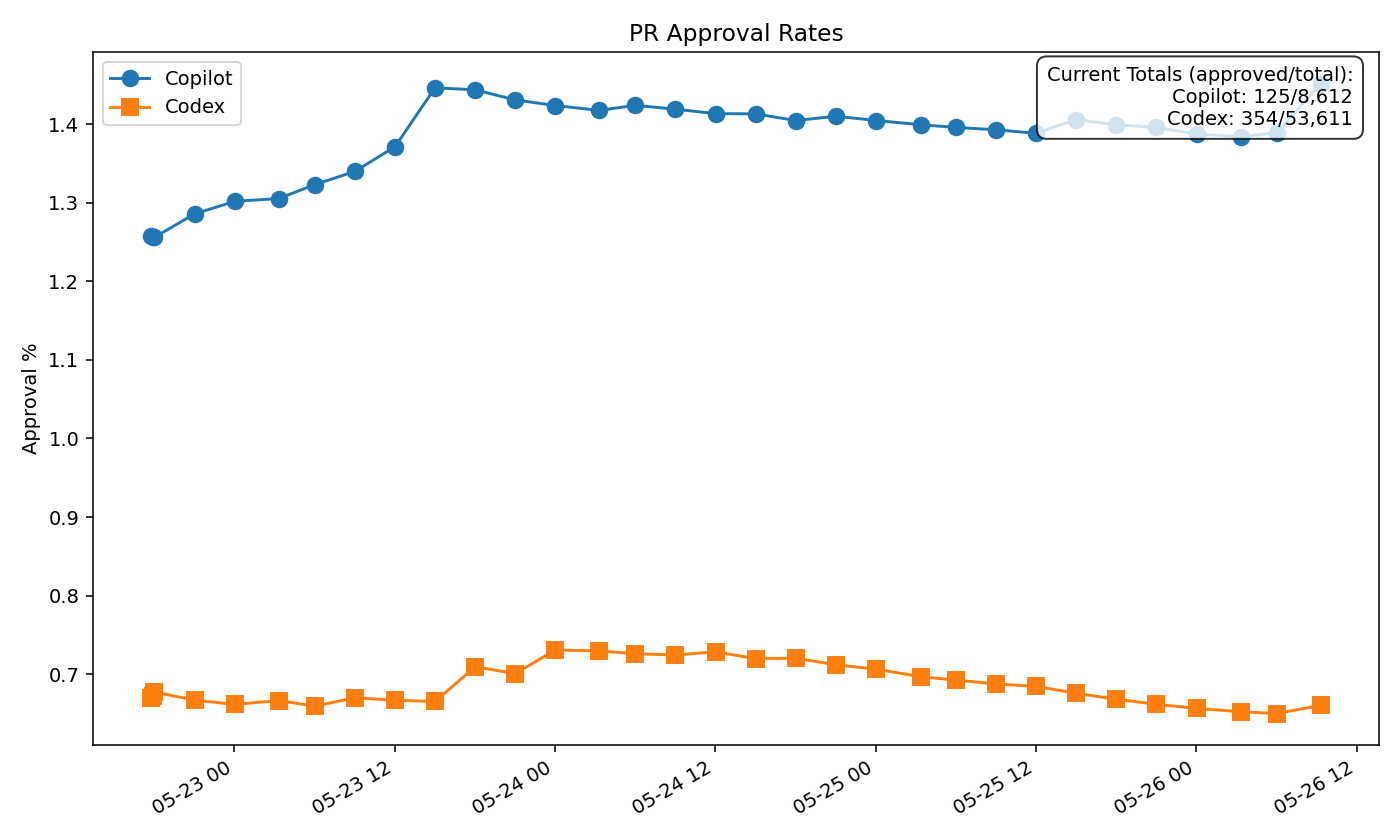 PR Approval Rates
Copilot
Codex
Current Totals (approved/total):
Copilot: 125/8,612
Codex: 354/53,611
Approval %
1.4
1.3
1.2
1.1
1.0
0.9
0.8
0.7
05-23 00
05-23 12
05-24 00
05-24 12
05-25 00
05-25 12
05-26 00
05-26 12